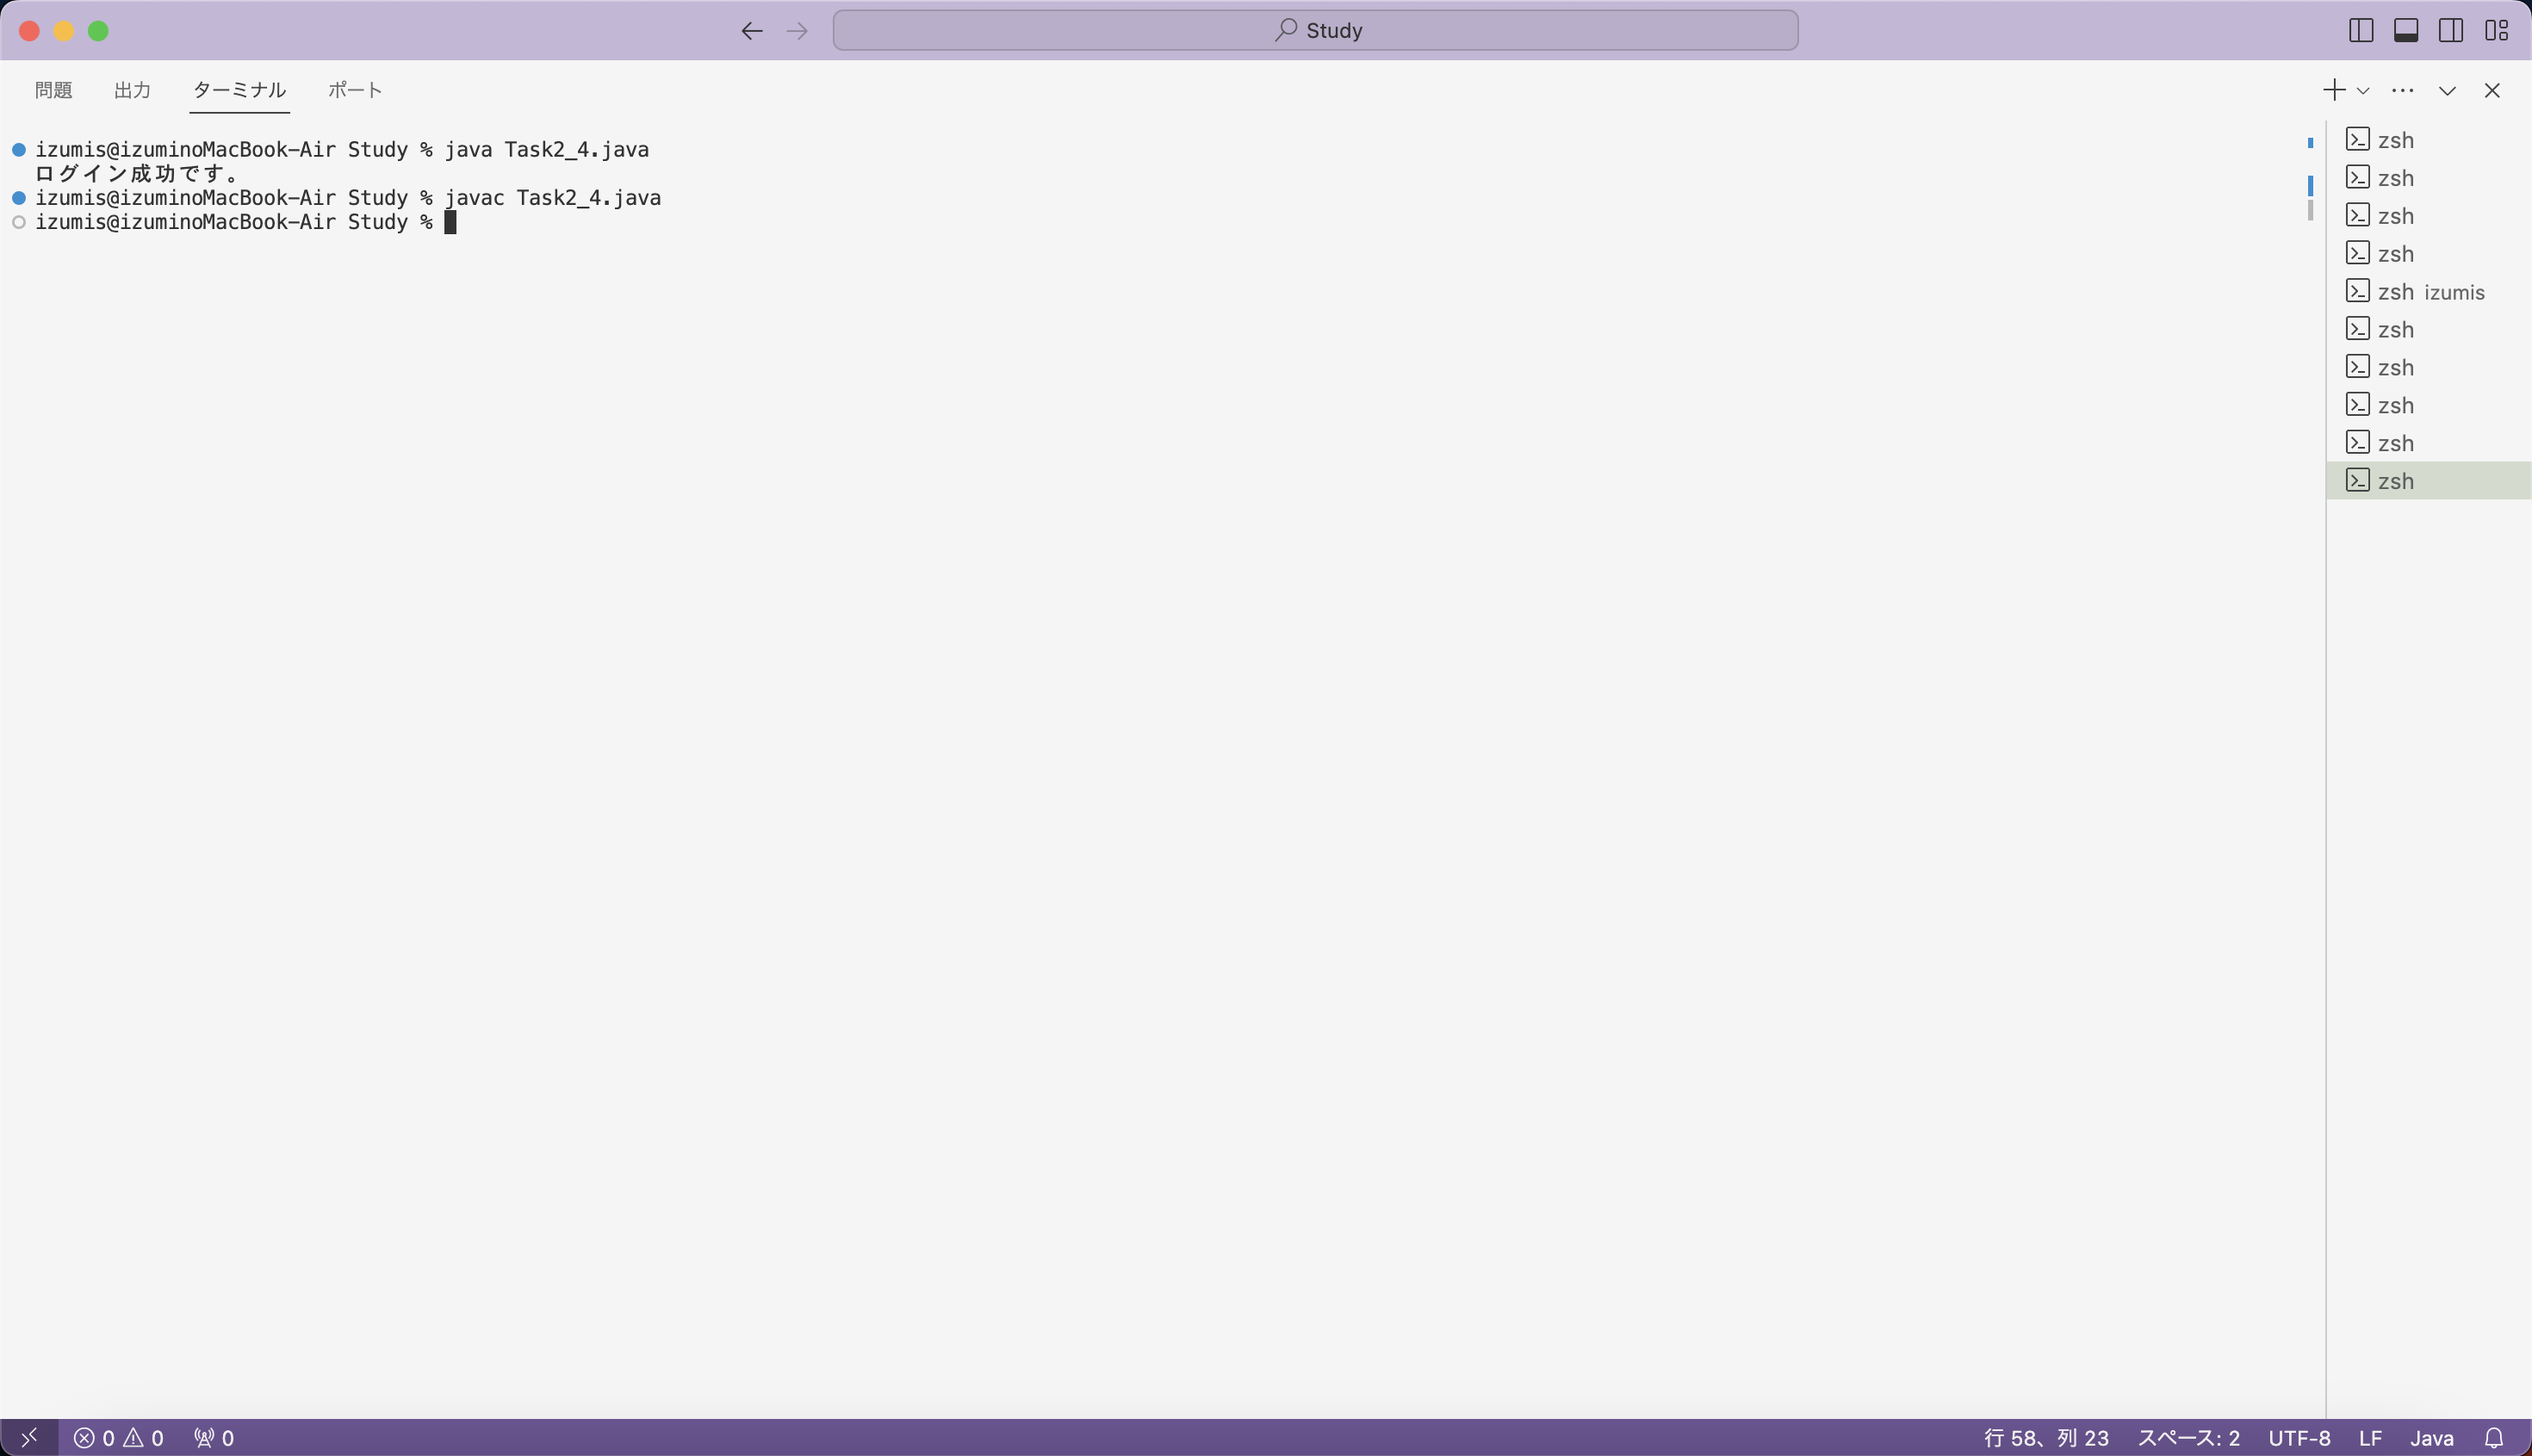 Study
問題 出力 ターミナル ポート
izumis@izuminoMacBook-Air Study % java Task2_4.java
ログイン成功です。
izumis@izuminoMacBook-Air Study % javac Task2_4.java
izumis@izuminoMacBook-Air Study %
zsh
zsh
zsh
zsh
zsh izumis
zsh
zsh
zsh
zsh
zsh
0 0 0 行 58、列 23 スペース: 2 UTF-8 LF Java